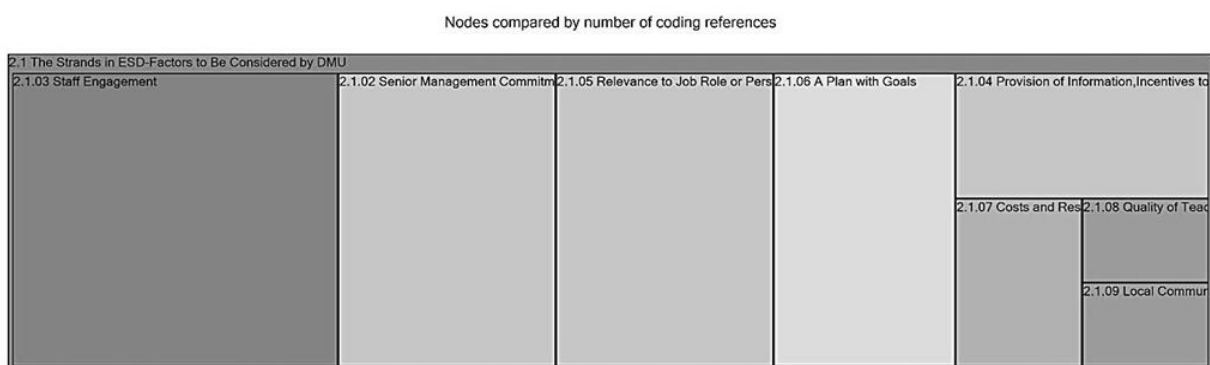 Nodes compared by number of coding references
2.1 The Strands in ESD-Factors to Be Considered by DMU
2.1.03 Staff Engagement
2.1.02 Senior Management Commitm
2.1.05 Relevance to Job Role or Pers
2.1.06 A Plan with Goals
2.1.04 Provision of Information,Incentives to
2.1.07 Costs and Res
2.1.08 Quality of Teac
2.1.09 Local Commun